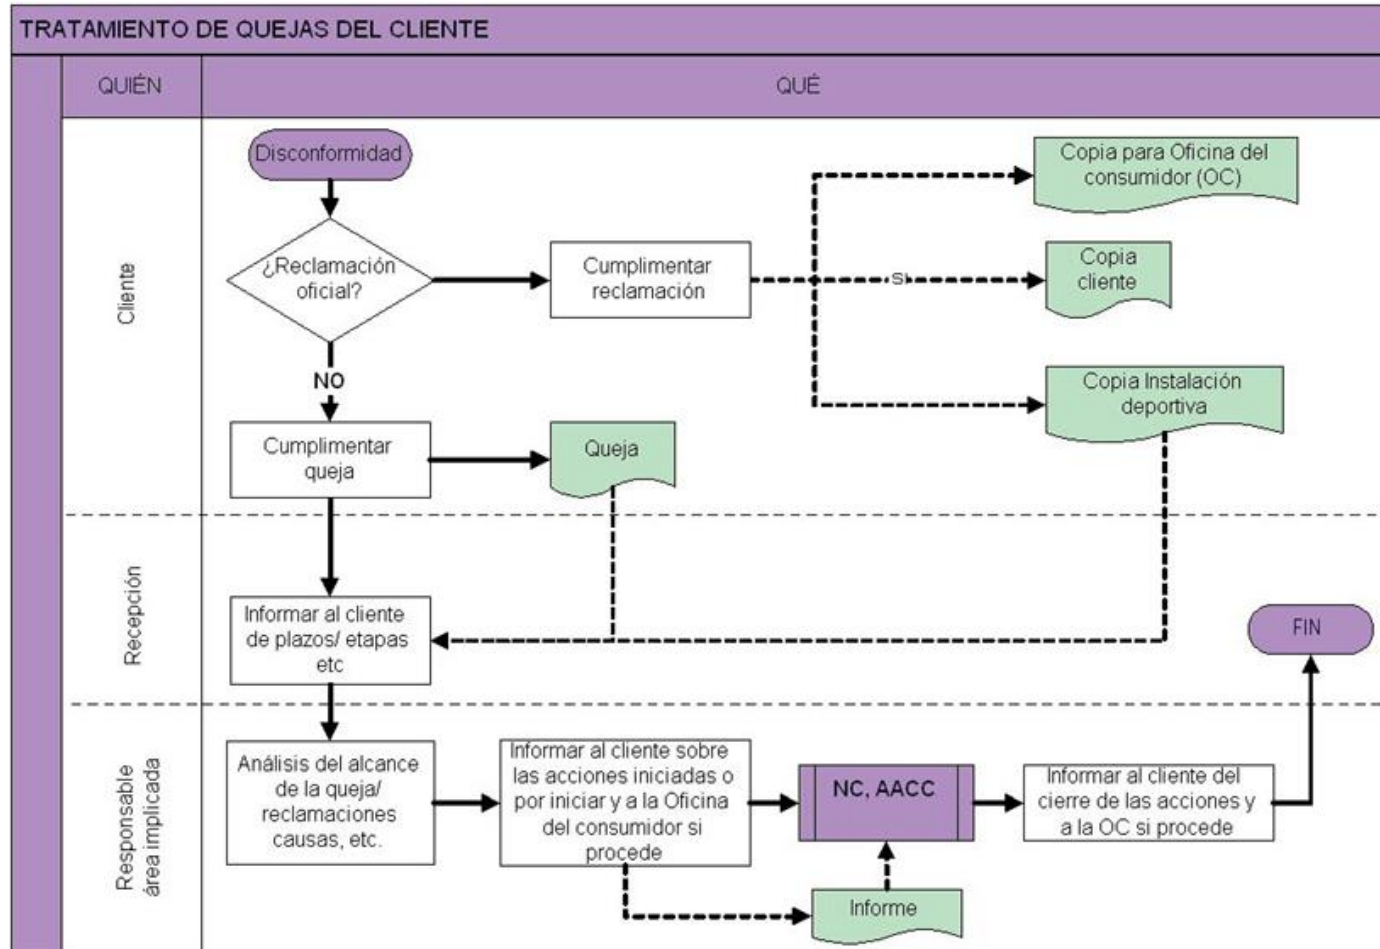 TRATAMIENTO DE QUEJAS DEL CLIENTE
QUIÉN
QUÉ
Cliente
Disconformidad
¿Reclamación
oficial?
NO
Cumplimentar
reclamación
SI
Copia para Oficina del
consumidor (OC)
Copia
cliente
Copia Instalación
deportiva
Cumplimentar
queja
Queja
Recepción
Informar al cliente
de plazos/ etapas
etc
FIN
Responsable
área implicada
Análisis del alcance
de la queja/
reclamaciones
causas, etc.
Informar al cliente sobre
las acciones iniciadas o
por iniciar y a la Oficina
del consumidor si
procede
NC, AACC
Informar al cliente del
cierre de las acciones y
a la OC si procede
Informe